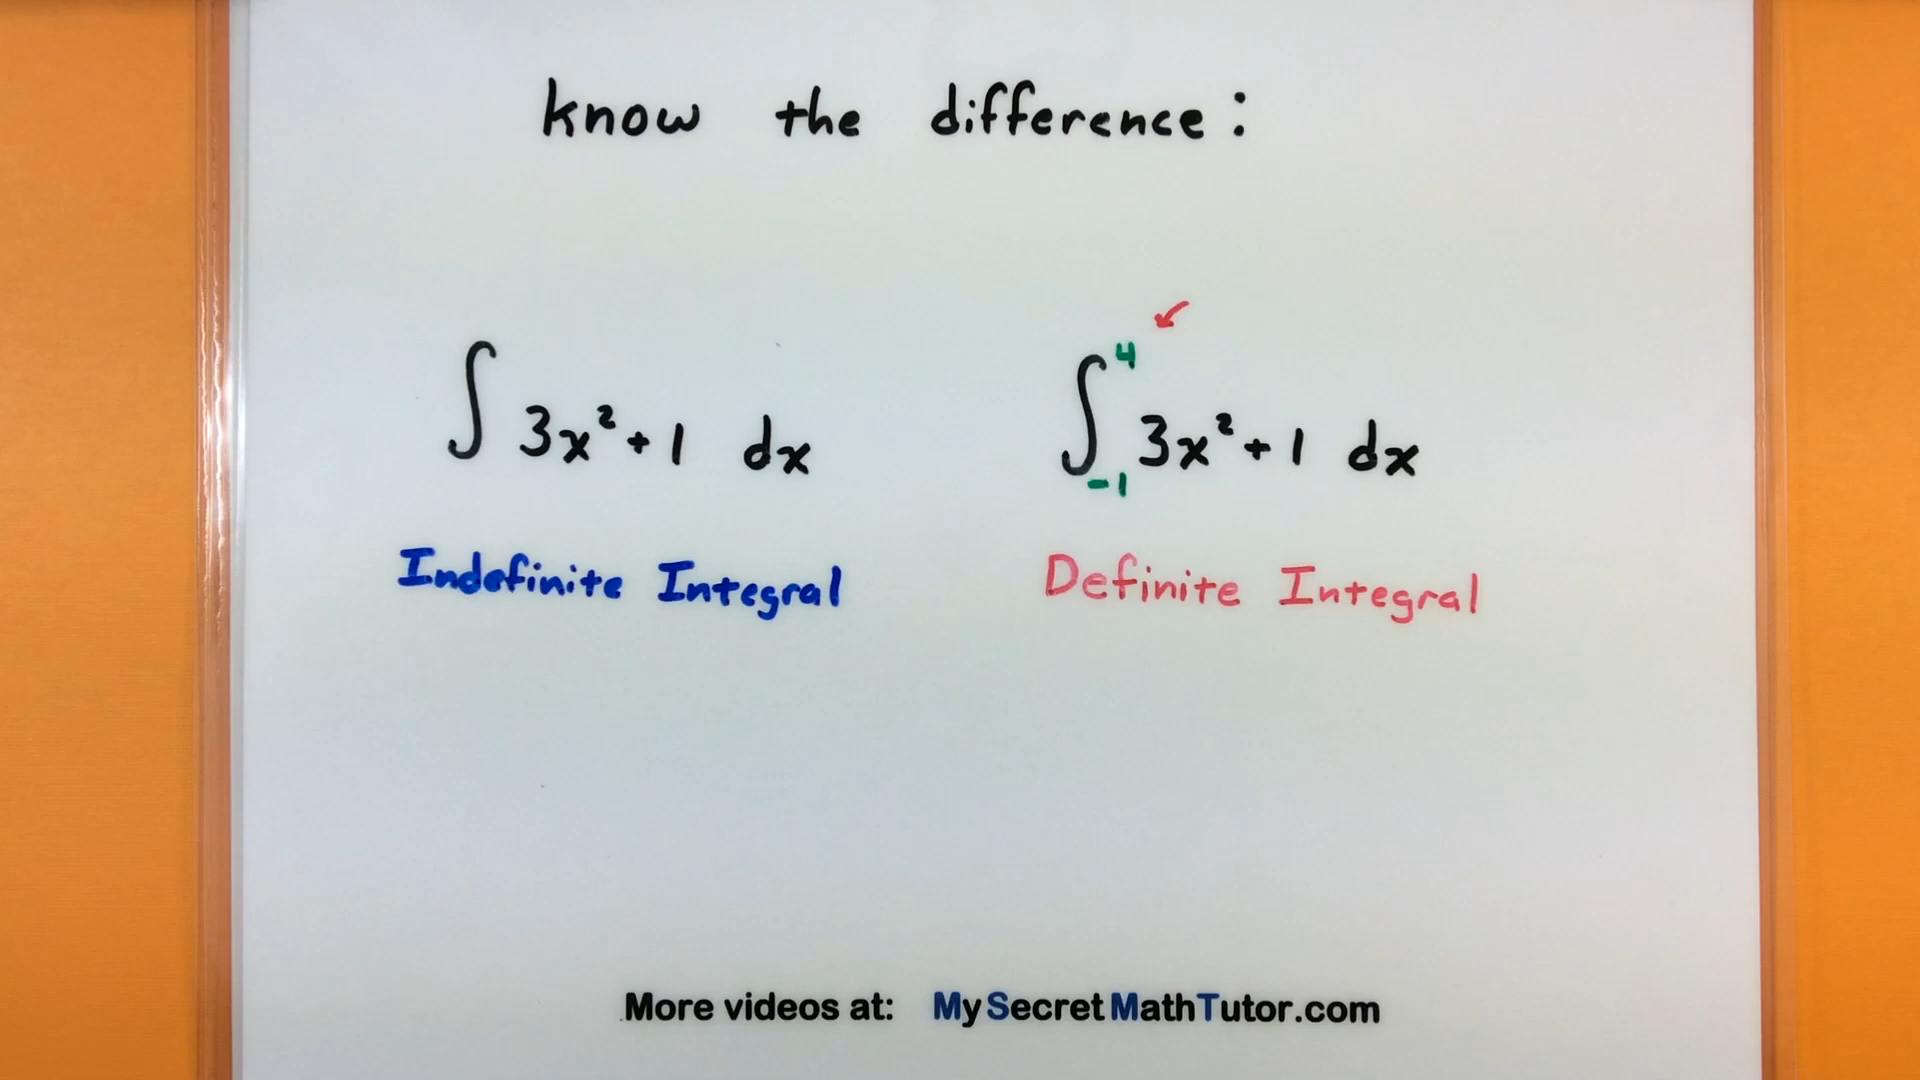 know the difference:
∫ 3x² + 1 dx
∫₋₁⁴ 3x² + 1 dx
Indefinite Integral
Definite Integral
More videos at: MySecretMathTutor.com